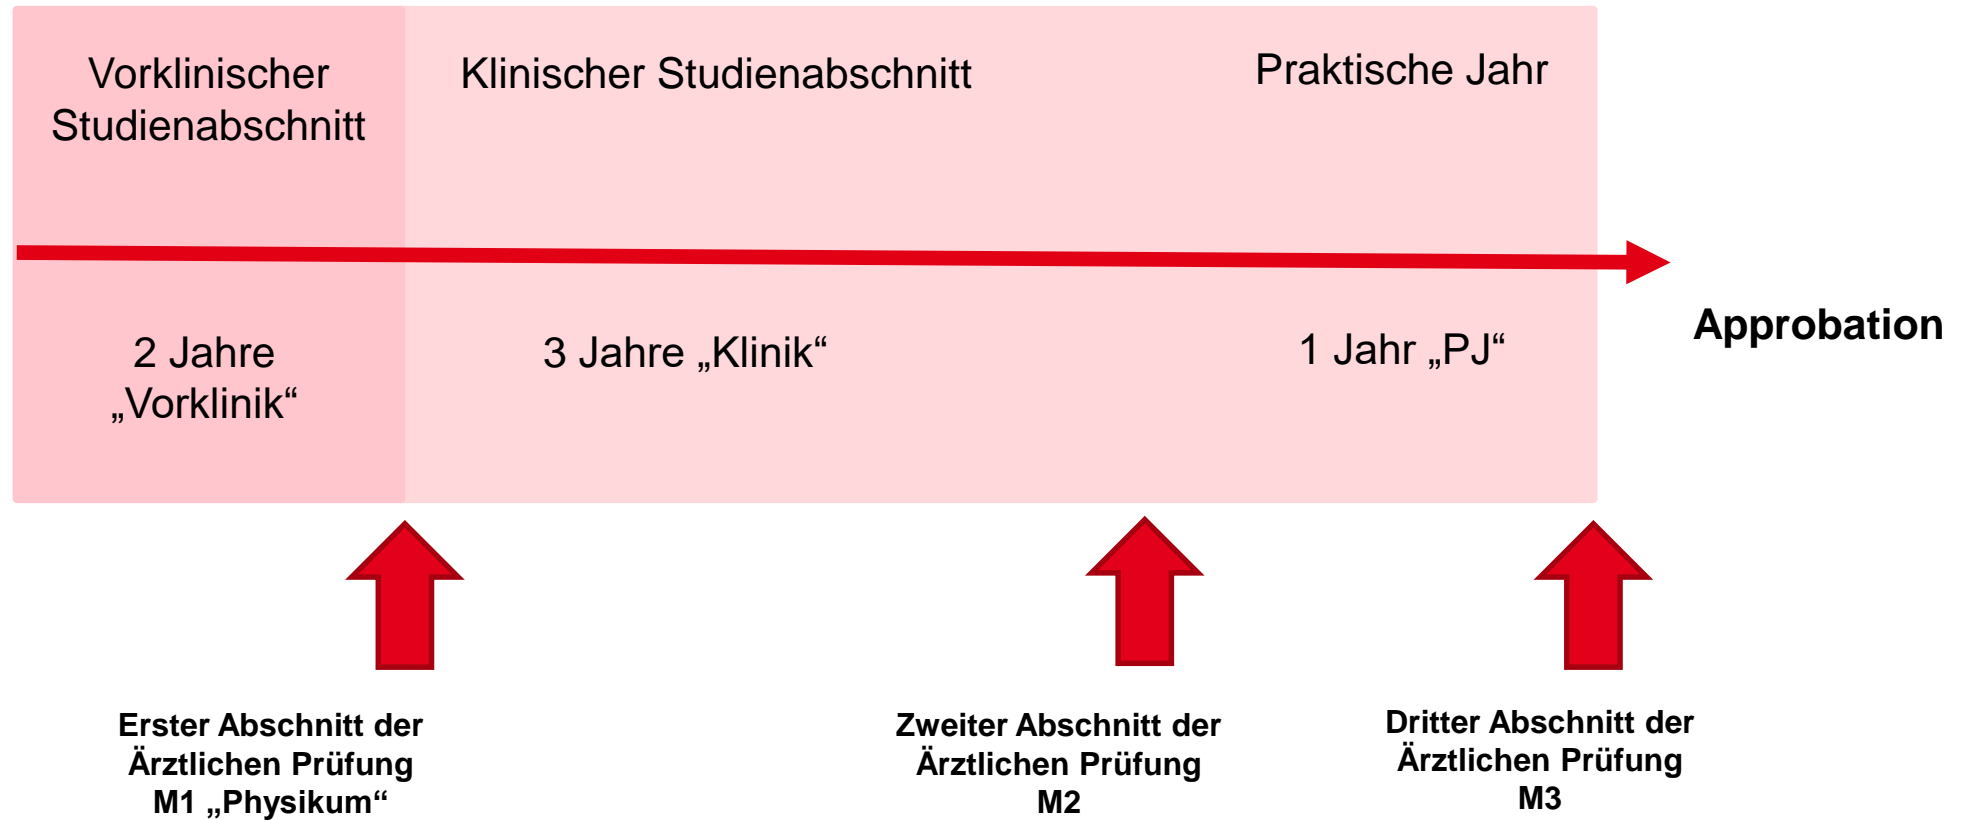 Vorklinischer
Studienabschnitt
Klinischer Studienabschnitt
Praktische Jahr
2 Jahre
„Vorklinik“
3 Jahre „Klinik“
1 Jahr „PJ“
Approbation
Erster Abschnitt der
Ärztlichen Prüfung
M1 „Physikum“
Zweiter Abschnitt der
Ärztlichen Prüfung
M2
Dritter Abschnitt der
Ärztlichen Prüfung
M3